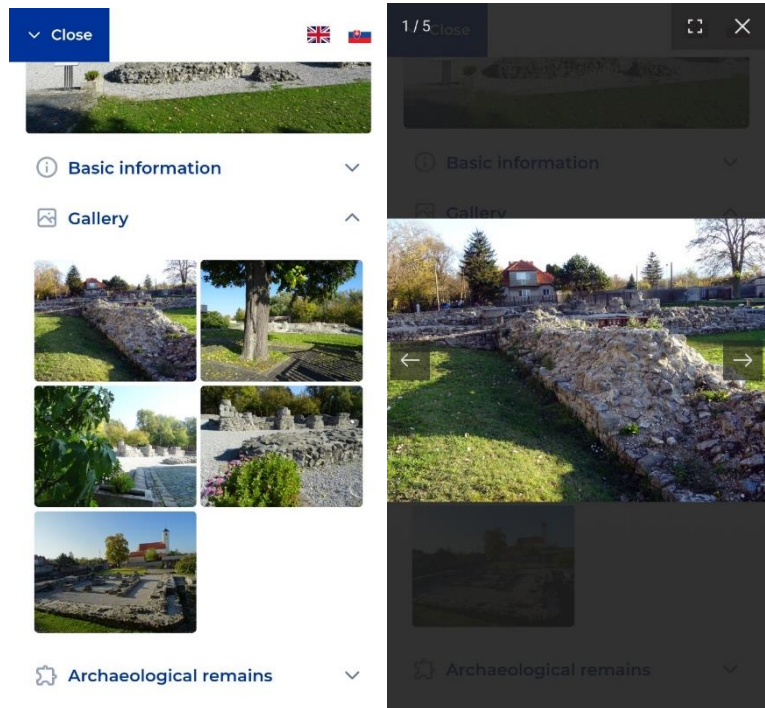 Close
Basic information
Gallery
Archaeological remains
1 / 5
Close
Basic information
Gallery
Archaeological remains